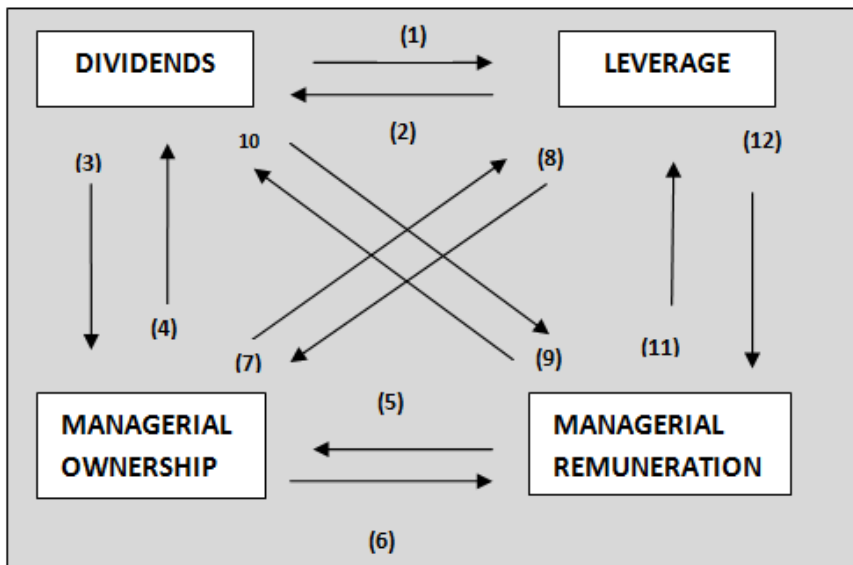 (1)
DIVIDENDS
LEVERAGE
(2)
10
(12)
(3)
(8)
(4)
(7)
(9)
(11)
(5)
MANAGERIAL
OWNERSHIP
MANAGERIAL
REMUNERATION
(6)